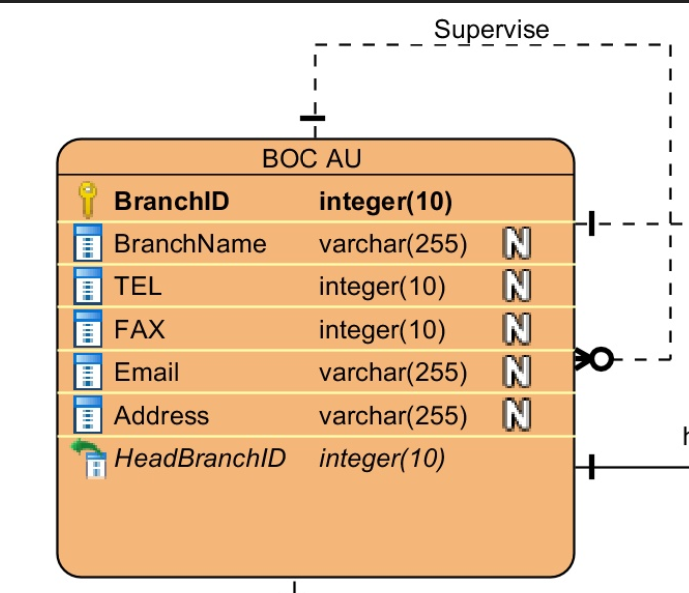 Supervise
BOC AU
BranchID integer(10)
BranchName varchar(255) N
TEL integer(10) N
FAX integer(10) N
Email varchar(255) N
Address varchar(255) N
HeadBranchID integer(10)